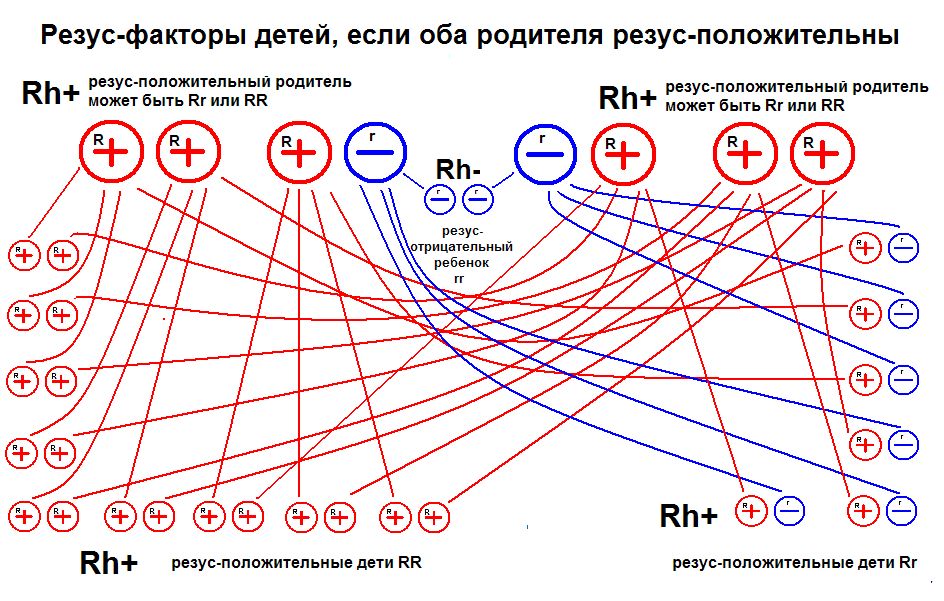 Резус-факторы детей, если оба родителя резус-положительны
Rh+ резус-положительный родитель
может быть Rr или RR
Rh+ резус-положительный родитель
может быть Rr или RR
R R R r r R R R
Rh-
r r
резус-
отрицательный
ребенок
rr
R R R r
R R R r
R R R r
R R R r
R R R R R R R R R R
Rh+ R r R r
Rh+ резус-положительные дети RR
резус-положительные дети Rr